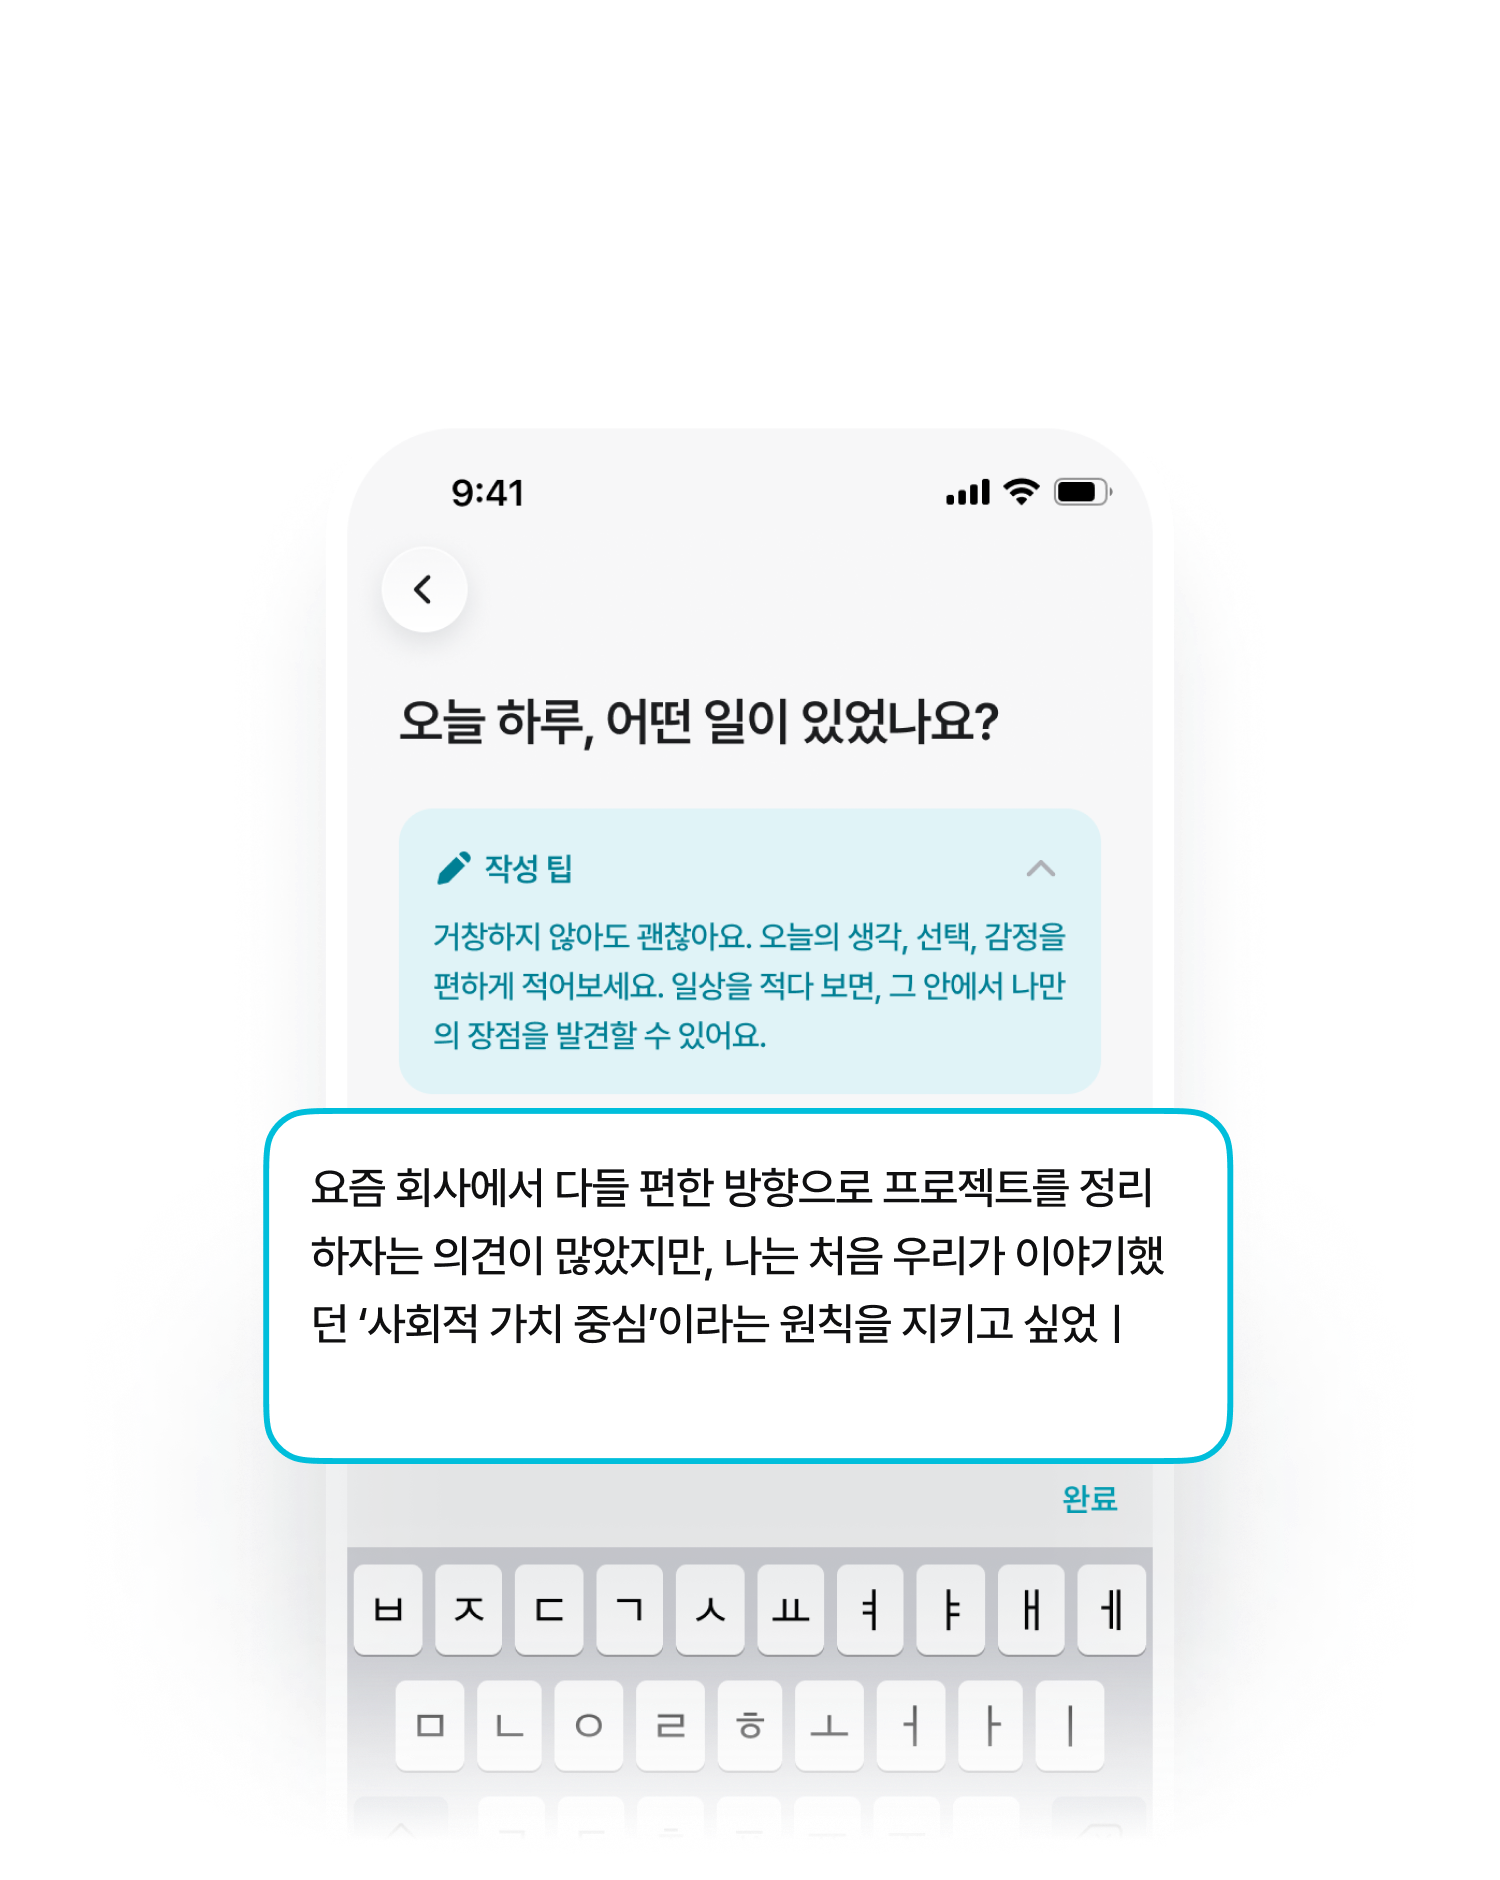 9:41
오늘 하루, 어떤 일이 있었나요?
작성 팁
거창하지 않아도 괜찮아요. 오늘의 생각, 선택, 감정을
편하게 적어보세요. 일상을 적다 보면, 그 안에서 나만
의 장점을 발견할 수 있어요.
요즘 회사에서 다들 편한 방향으로 프로젝트를 정리
하자는 의견이 많았지만, 나는 처음 우리가 이야기했
던 ‘사회적 가치 중심’이라는 원칙을 지키고 싶었
완료
ㅂ ㅈ ㄷ ㄱ ㅅ ㅛ ㅕ ㅑ ㅐ ㅔ
ㅁ ㄴ ㅇ ㄹ ㅎ ㅗ ㅓ ㅏ ㅣ